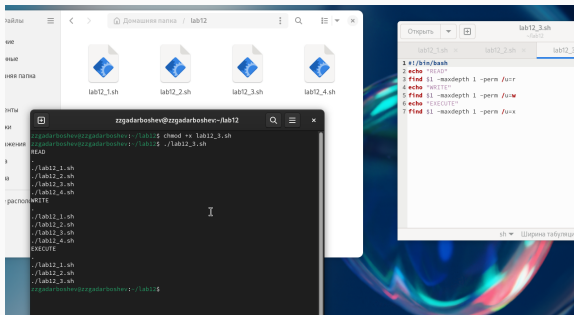 Файлы
Домашняя папка / lab12
lab12_1.sh
lab12_2.sh
lab12_3.sh
lab12_4.sh
zzgadarboshev@zzgadarboshev:~/lab12
zzgadarboshev@zzgadarboshev:~/lab12$ chmod +x lab12_3.sh
zzgadarboshev@zzgadarboshev:~/lab12$ ./lab12_3.sh
READ
.
./lab12_1.sh
./lab12_2.sh
./lab12_3.sh
./lab12_4.sh
WRITE
.
./lab12_1.sh
./lab12_2.sh
./lab12_3.sh
./lab12_4.sh
EXECUTE
.
./lab12_1.sh
./lab12_2.sh
./lab12_3.sh
zzgadarboshev@zzgadarboshev:~/lab12$
Открыть
lab12_3.sh
~/lab12
lab12_1.sh
lab12_2.sh
lab12_3
1 #!/bin/bash
2 echo "READ"
3 find $1 -maxdepth 1 -perm /u=r
4 echo "WRITE"
5 find $1 -maxdepth 1 -perm /u=w
6 echo "EXECUTE"
7 find $1 -maxdepth 1 -perm /u=x
sh
Ширина табуляци